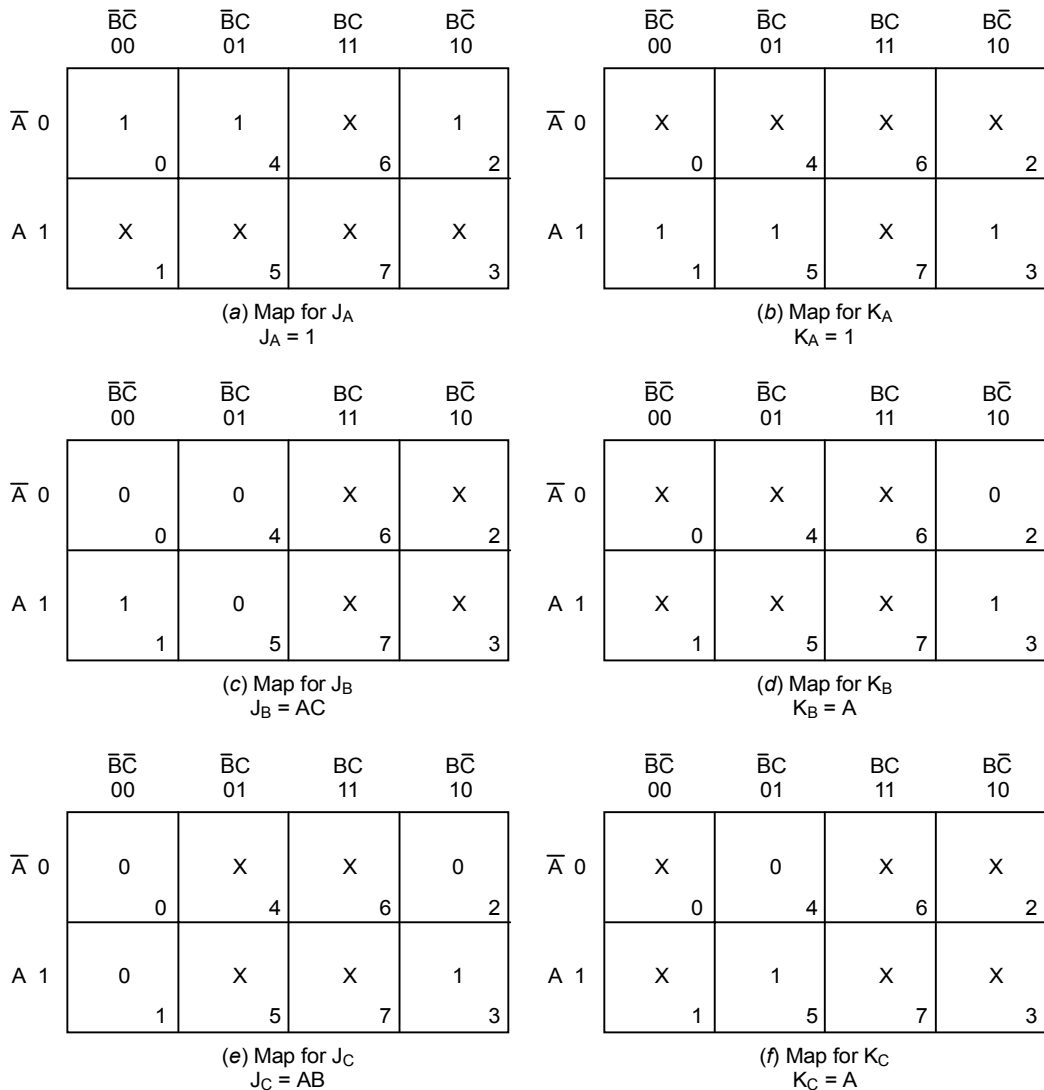 B̅C̅ B̅C BC BC̅ B̅C̅ B̅C BC BC̅
00 01 11 10 00 01 11 10
A̅ 0 1 1 X 1 A̅ 0 X X X X
0 4 6 2 0 4 6 2
A 1 X X X X A 1 1 1 X 1
1 5 7 3 1 5 7 3
(a) Map for J_A (b) Map for K_A
J_A = 1 K_A = 1
B̅C̅ B̅C BC BC̅ B̅C̅ B̅C BC BC̅
00 01 11 10 00 01 11 10
A̅ 0 0 0 X X A̅ 0 X X X 0
0 4 6 2 0 4 6 2
A 1 1 0 X X A 1 X X X 1
1 5 7 3 1 5 7 3
(c) Map for J_B (d) Map for K_B
J_B = AC K_B = A
B̅C̅ B̅C BC BC̅ B̅C̅ B̅C BC BC̅
00 01 11 10 00 01 11 10
A̅ 0 0 X X 0 A̅ 0 X 0 X X
0 4 6 2 0 4 6 2
A 1 0 X X 1 A 1 X 1 X X
1 5 7 3 1 5 7 3
(e) Map for J_C (f) Map for K_C
J_C = AB K_C = A